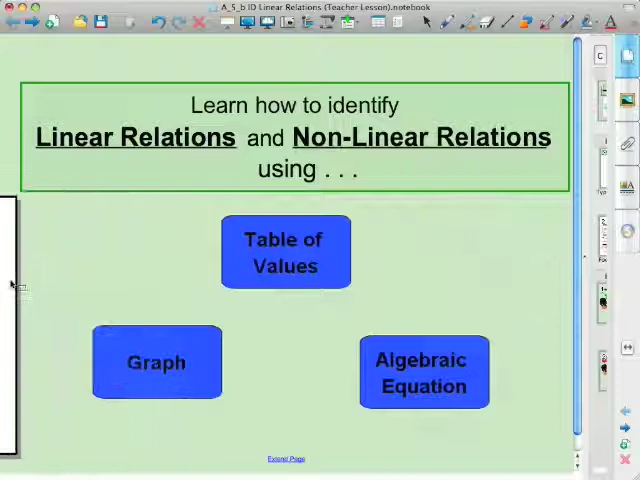 A_5_b ID Linear Relations (Teacher Lesson).notebook
C
Learn how to identify
Linear Relations and Non-Linear Relations
using . . .
Table of
Values
Graph
Algebraic
Equation
Extend Page